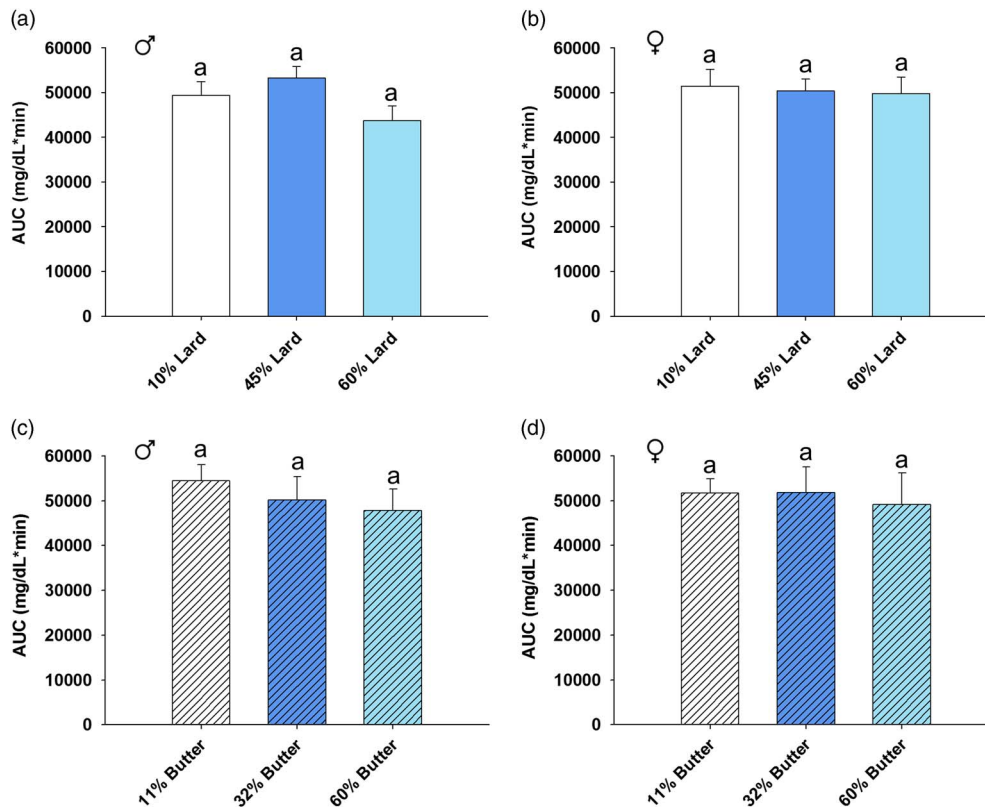 (a)
♂
60000
50000
40000
30000
20000
10000
0
AUC (mg/dL*min)
a
a
a
10% Lard
45% Lard
60% Lard
(b)
♀
60000
50000
40000
30000
20000
10000
0
AUC (mg/dL*min)
a
a
a
10% Lard
45% Lard
60% Lard
(c)
♂
60000
50000
40000
30000
20000
10000
0
AUC (mg/dL*min)
a
a
a
11% Butter
32% Butter
60% Butter
(d)
♀
60000
50000
40000
30000
20000
10000
0
AUC (mg/dL*min)
a
a
a
11% Butter
32% Butter
60% Butter